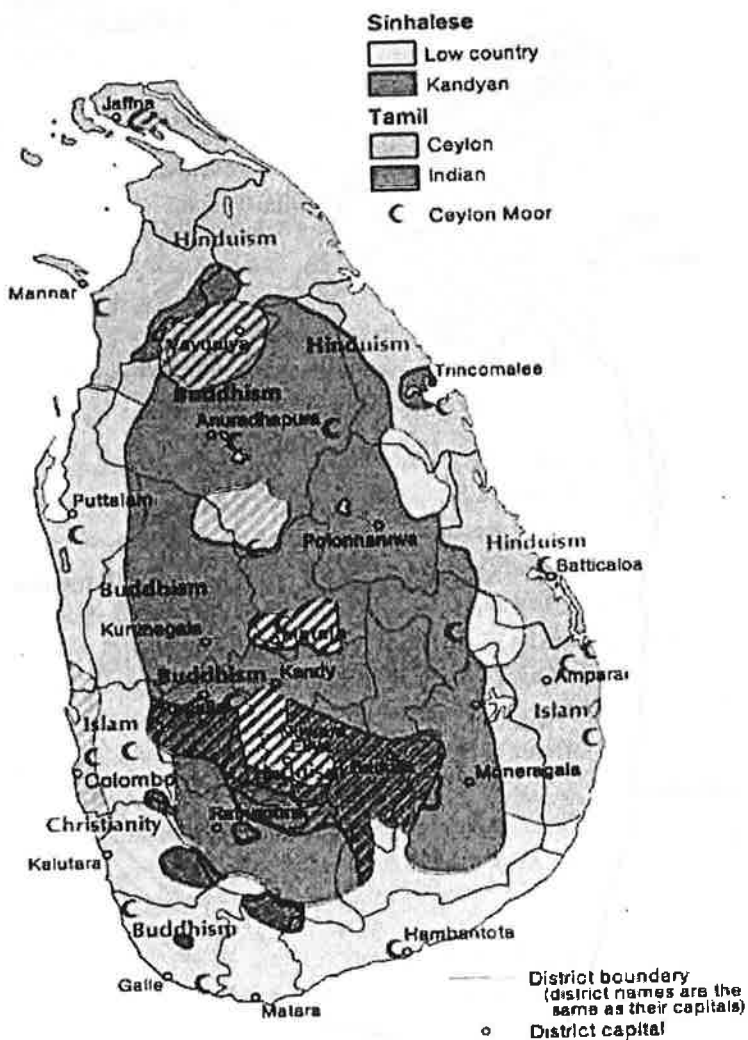 Sinhalese
Low country
Kandyan
Tamil
Ceylon
Indian
Ceylon Moor
Jaffna
Hinduism
Mannar
Vavuniya
Hinduism
Trincomalee
Buddhism
Anuradhapura
Puttalam
Polonnaruwa
Hinduism
Batticaloa
Buddhism
Kurunegala
Matale
Buddhism
Kandy
Amparai
Islam
Islam
Colombo
Moneragala
Christianity
Ratnapura
Kalutara
Buddhism
Hambantota
Galle
Matara
District boundary
(district names are the
same as their capitals)
District capital